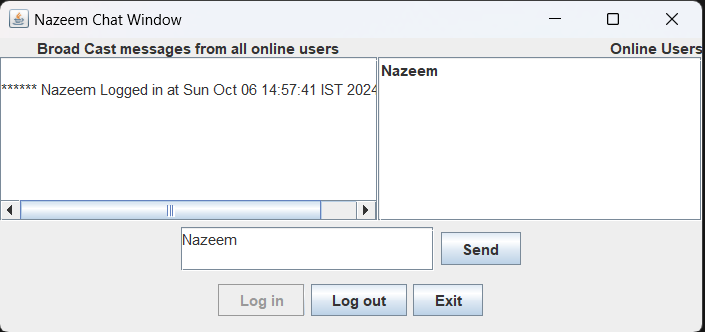 Nazeem Chat Window
Broad Cast messages from all online users
Online Users
****** Nazeem Logged in at Sun Oct 06 14:57:41 IST 2024
Nazeem
Nazeem
Send
Log in
Log out
Exit